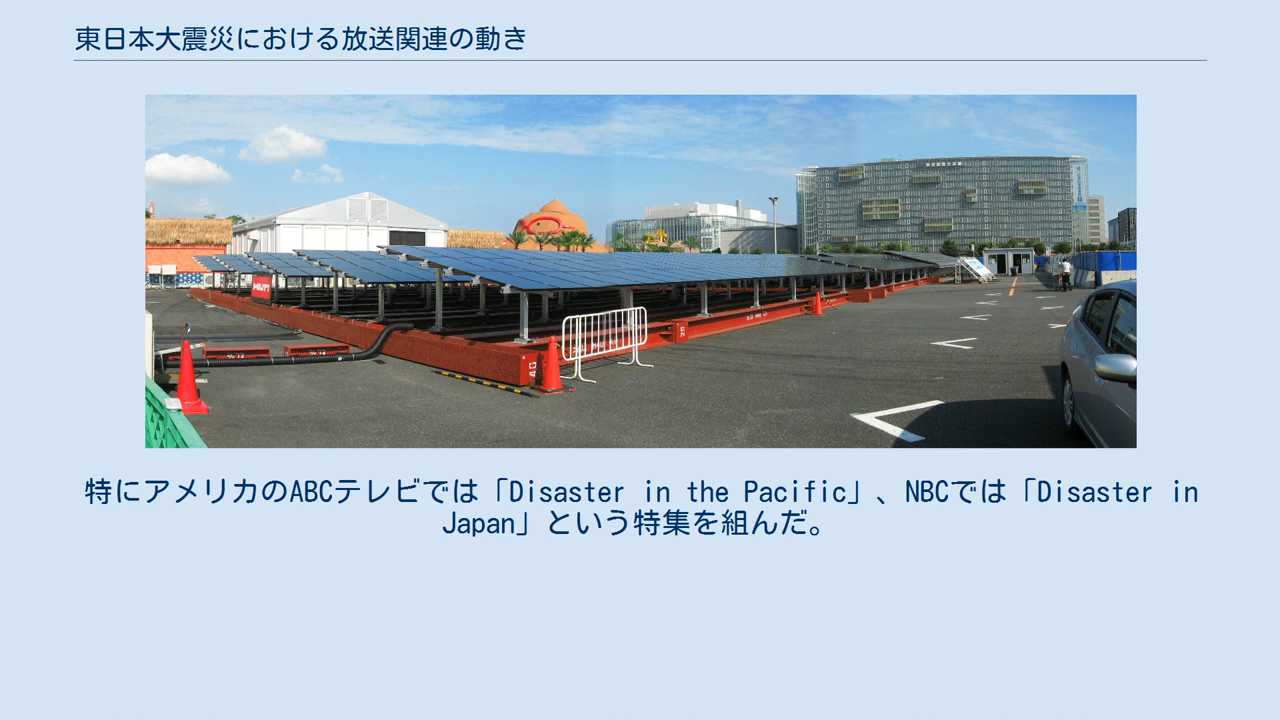 東日本大震災における放送関連の動き
特にアメリカのABCテレビでは「Disaster in the Pacific」、NBCでは「Disaster in
Japan」という特集を組んだ。